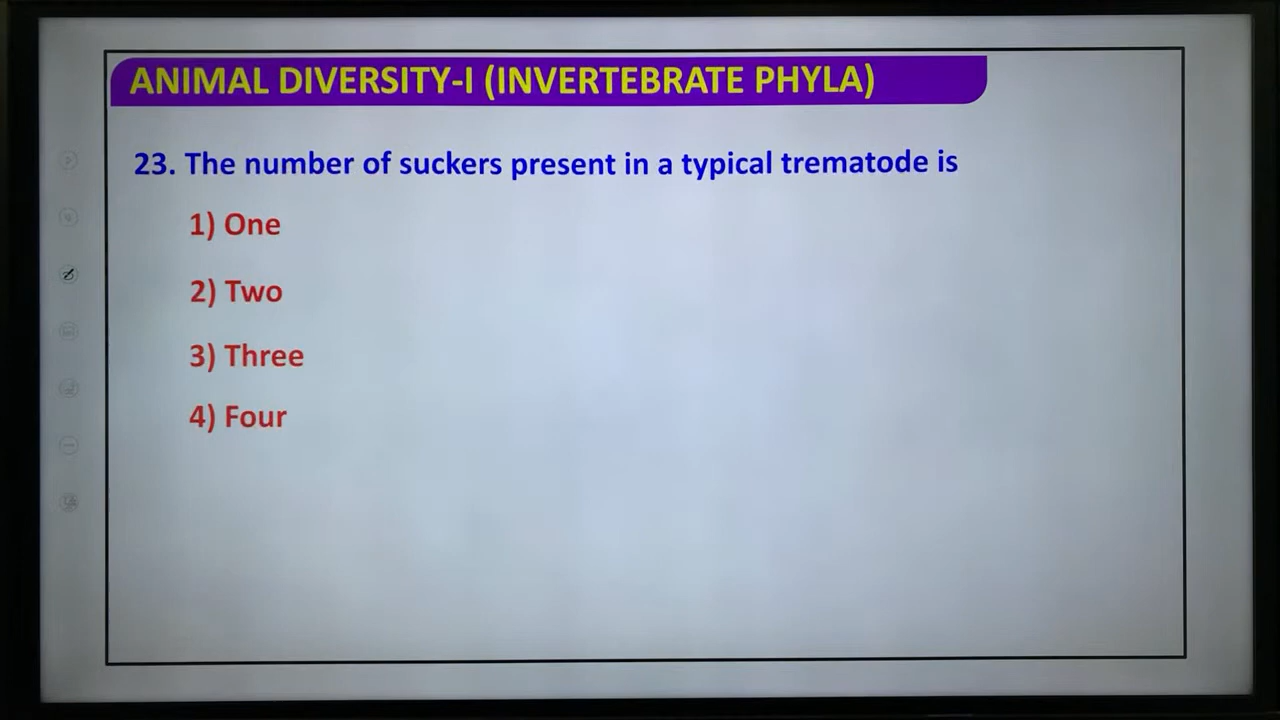 ANIMAL DIVERSITY-I (INVERTEBRATE PHYLA)
23. The number of suckers present in a typical trematode is
1) One
2) Two
3) Three
4) Four